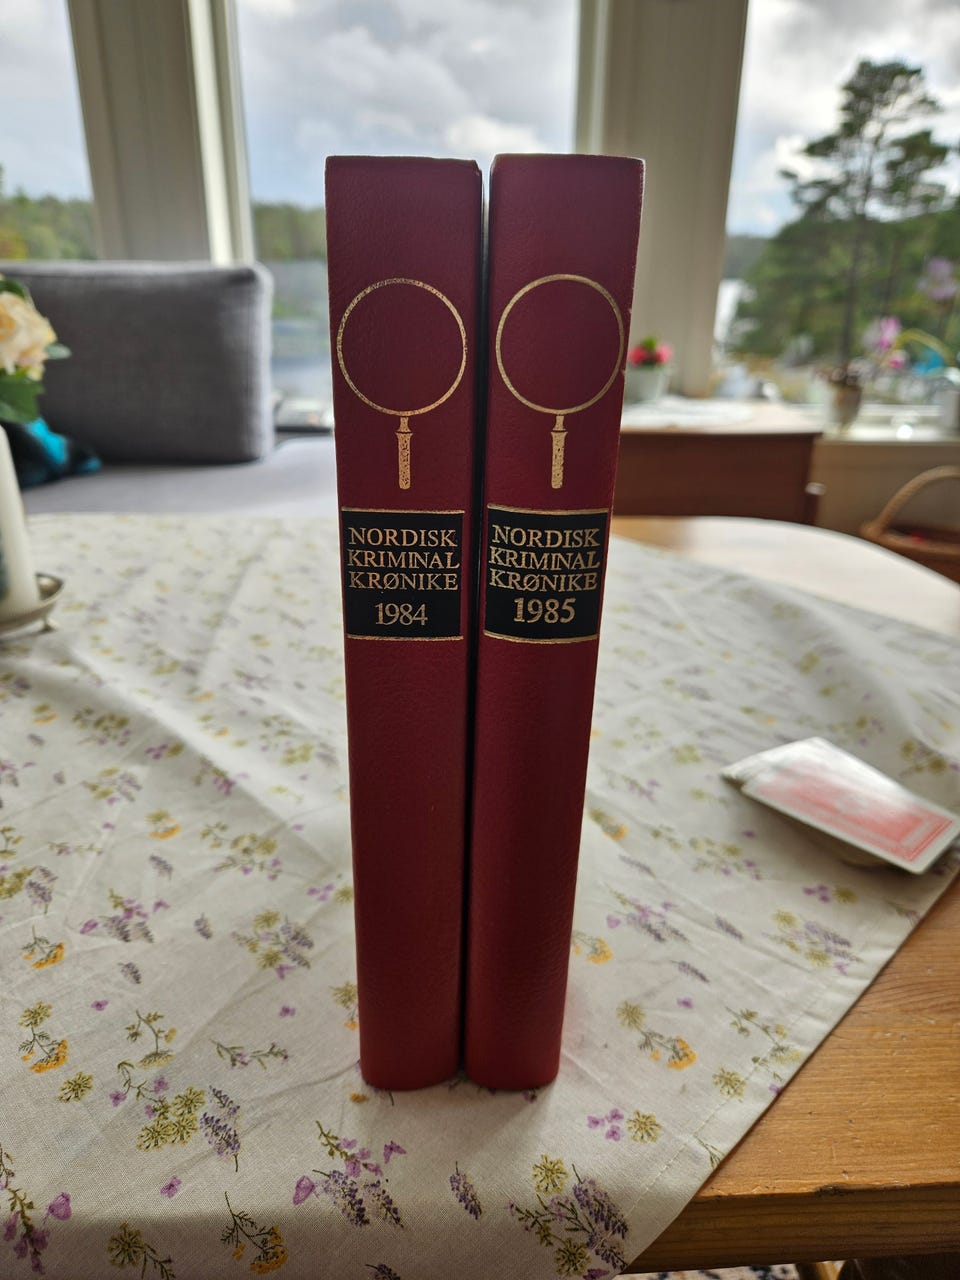 NORDISK
KRIMINAL
KRØNIKE
1984
NORDISK
KRIMINAL
KRØNIKE
1985